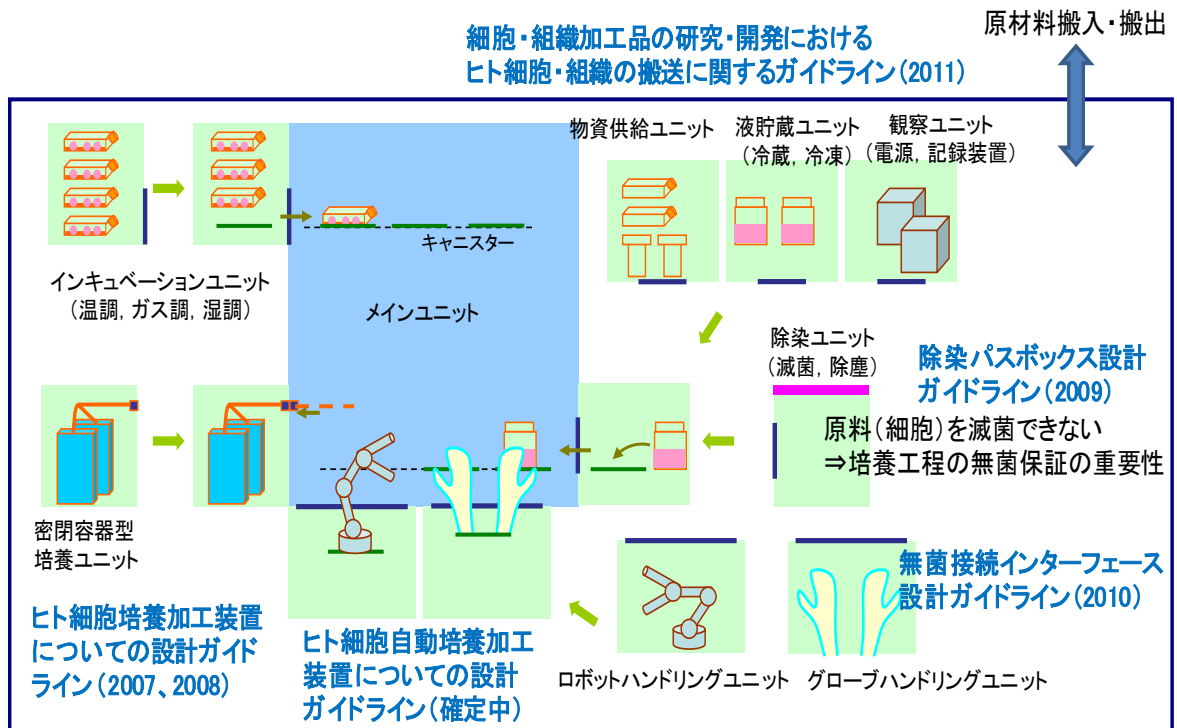 原材料搬入・搬出
細胞・組織加工品の研究・開発における
ヒト細胞・組織の搬送に関するガイドライン（2011）
物資供給ユニット
液貯蔵ユニット
（冷蔵, 冷凍）
観察ユニット
（電源, 記録装置）
キャニスター
インキュベーションユニット
（温調, ガス調, 湿調）
メインユニット
除染ユニット
（滅菌, 除塵）
除染パスボックス設計
ガイドライン（2009）
原料（細胞）を滅菌できない
⇒培養工程の無菌保証の重要性
密閉容器型
培養ユニット
無菌接続インターフェース
設計ガイドライン（2010）
ヒト細胞培養加工装置
についての設計ガイド
ライン（2007、2008）
ヒト細胞自動培養加工
装置についての設計
ガイドライン（確定中）
ロボットハンドリングユニット
グローブハンドリングユニット